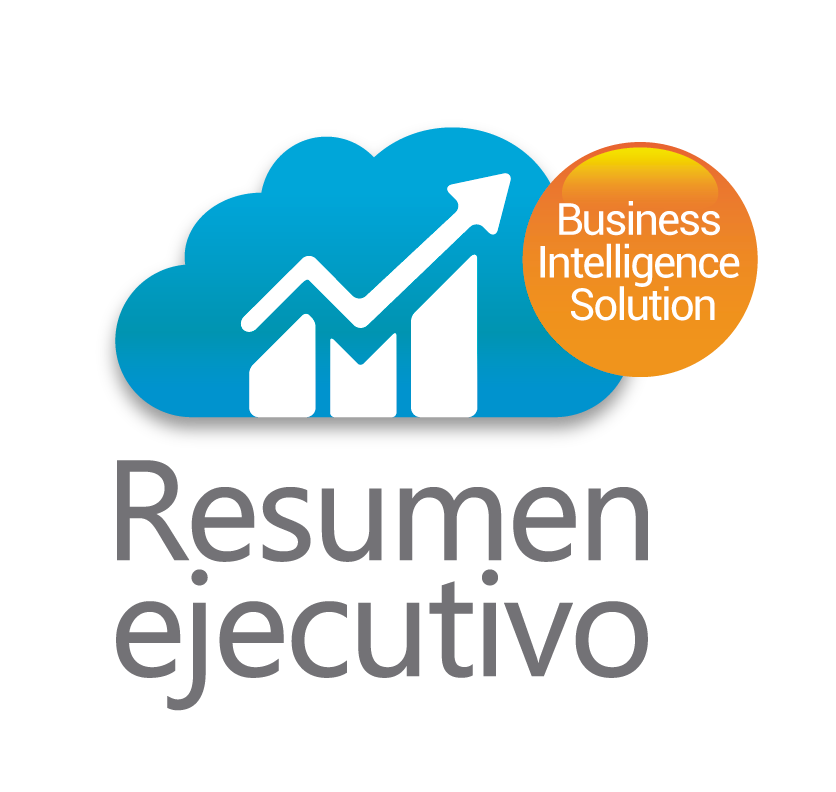 Business
Intelligence
Solution
Resumen
ejecutivo